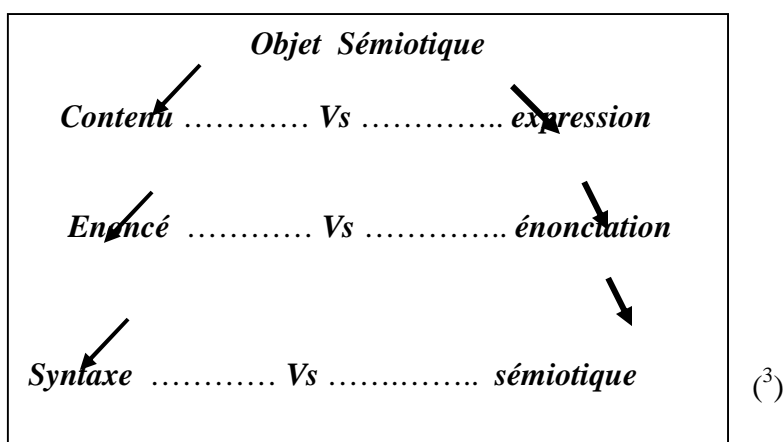 Objet Sémiotique
Contenu ………… Vs ………….. expression
Enoncé ………… Vs ………….. énonciation
Syntaxe ………… Vs …….…….. sémiotique (³)